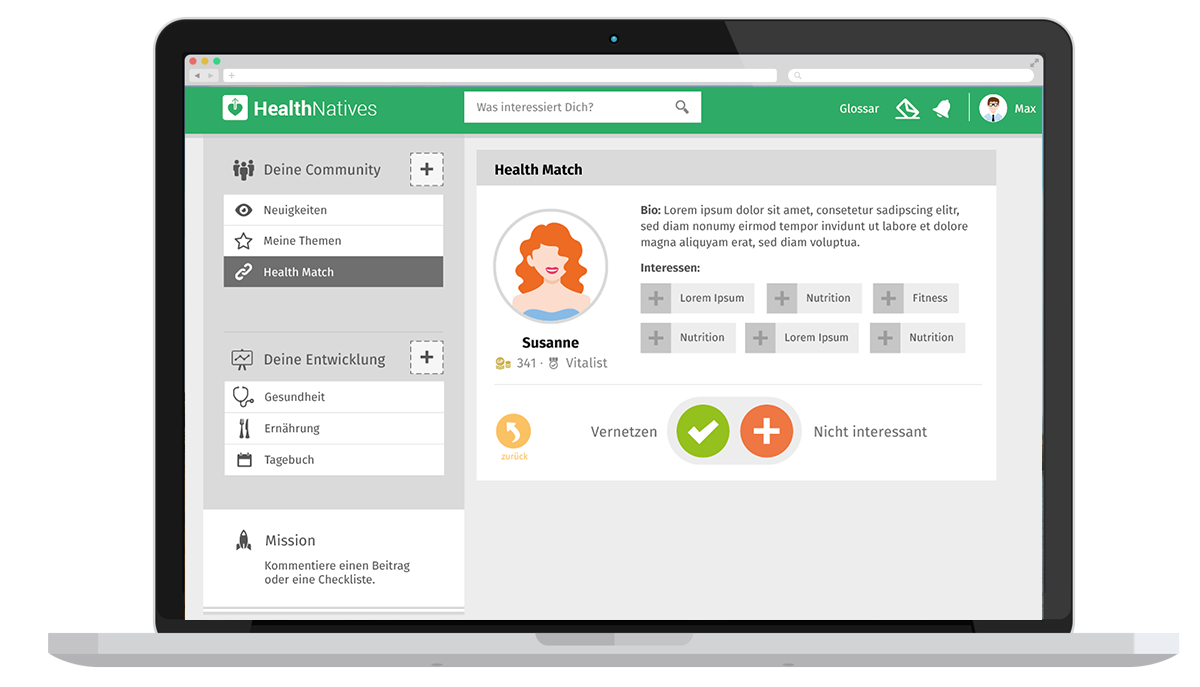 HealthNatives
Was interessiert Dich?
Glossar
Max
Deine Community
Neuigkeiten
Meine Themen
Health Match
Deine Entwicklung
Gesundheit
Ernährung
Tagebuch
Mission
Kommentiere einen Beitrag
oder eine Checkliste.
Health Match
Susanne
341 · Vitalist
Bio: Lorem ipsum dolor sit amet, consetetur sadipscing elitr,
sed diam nonumy eirmod tempor invidunt ut labore et dolore
magna aliquyam erat, sed diam voluptua.
Interessen:
Lorem Ipsum
Nutrition
Fitness
Nutrition
Lorem Ipsum
Nutrition
zurück
Vernetzen
Nicht interessant